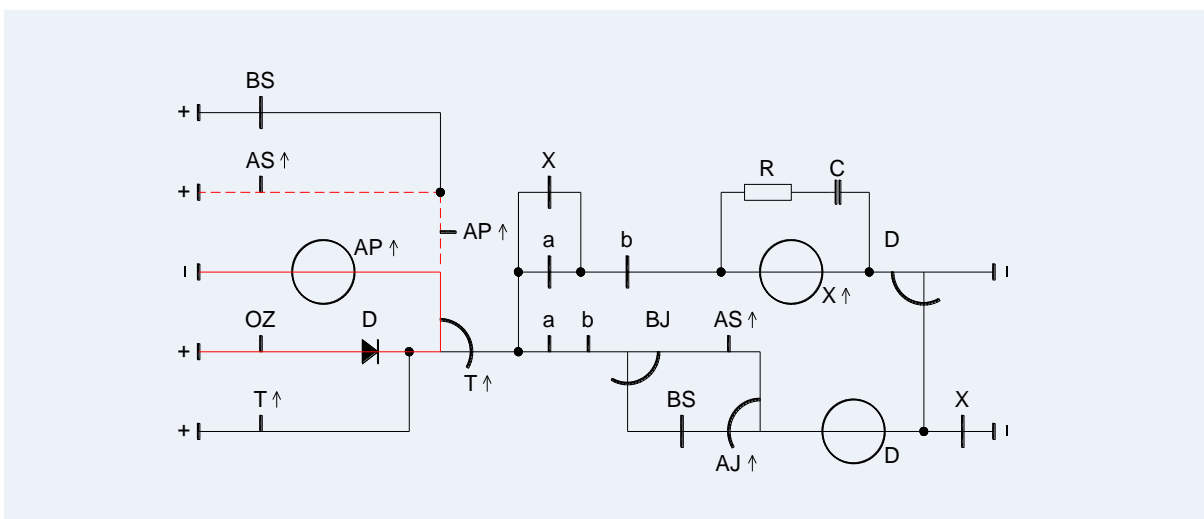 BS
+
AS ↑
+
X
R C
AP ↑
a b D
AP ↑
I I
X ↑
OZ D a b BJ AS ↑
+
T ↑
T ↑ BS X
+ I
AJ ↑ D